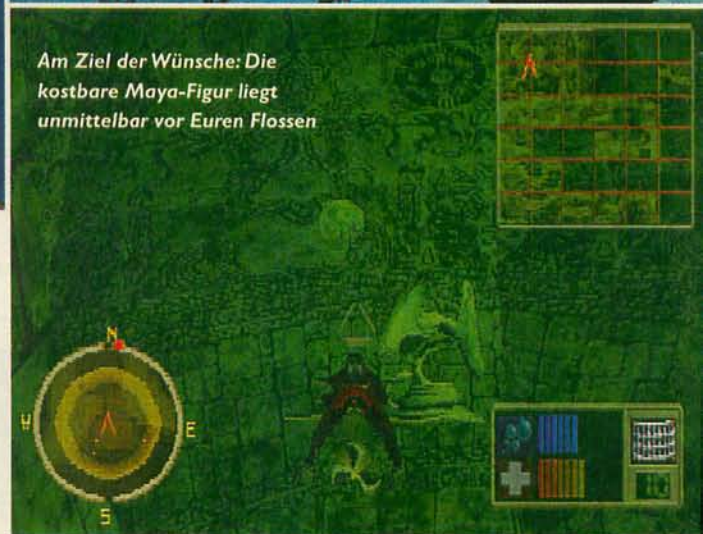 Am Ziel der Wünsche: Die
kostbare Maya-Figur liegt
unmittelbar vor Euren Flossen
N
W
E
S